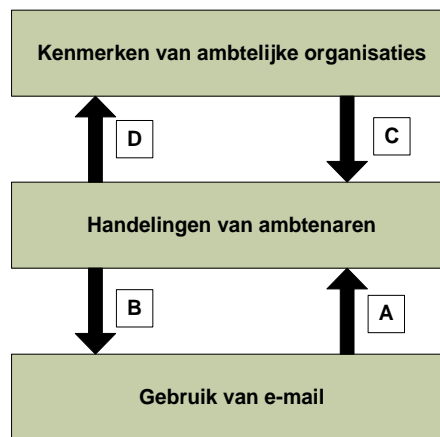 Kenmerken van ambtelijke organisaties
D
C
Handelingen van ambtenaren
B
A
Gebruik van e-mail